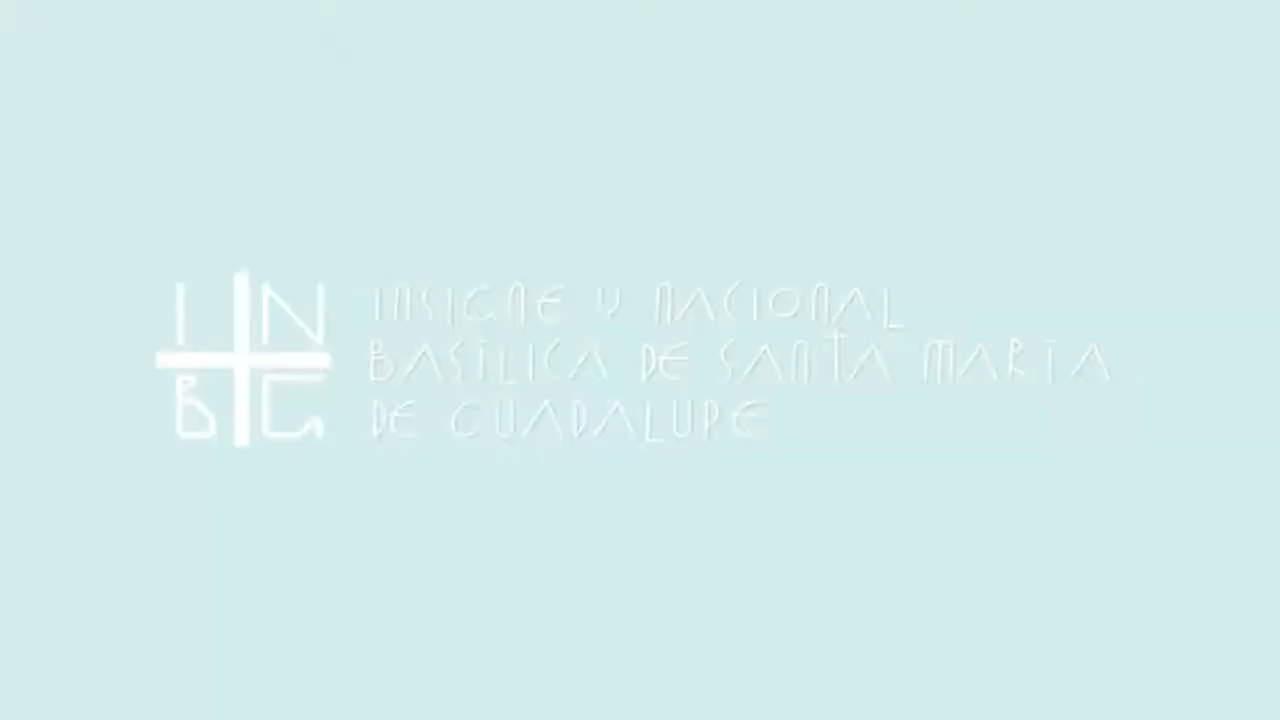 I N
B G
INSIGNE Y NACIONAL
BASÍLICA DE SANTA MARÍA
DE GUADALUPE